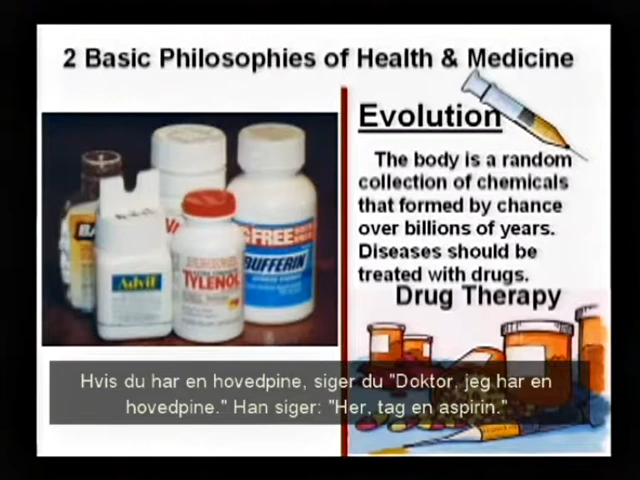 2 Basic Philosophies of Health & Medicine
Evolution
The body is a random
collection of chemicals
that formed by chance
over billions of years.
Diseases should be
treated with drugs.
Drug Therapy
Advil
TYLENOL
FREE
BUFFERIN
Hvis du har en hovedpine, siger du "Doktor, jeg har en
hovedpine." Han siger: "Her, tag en aspirin."